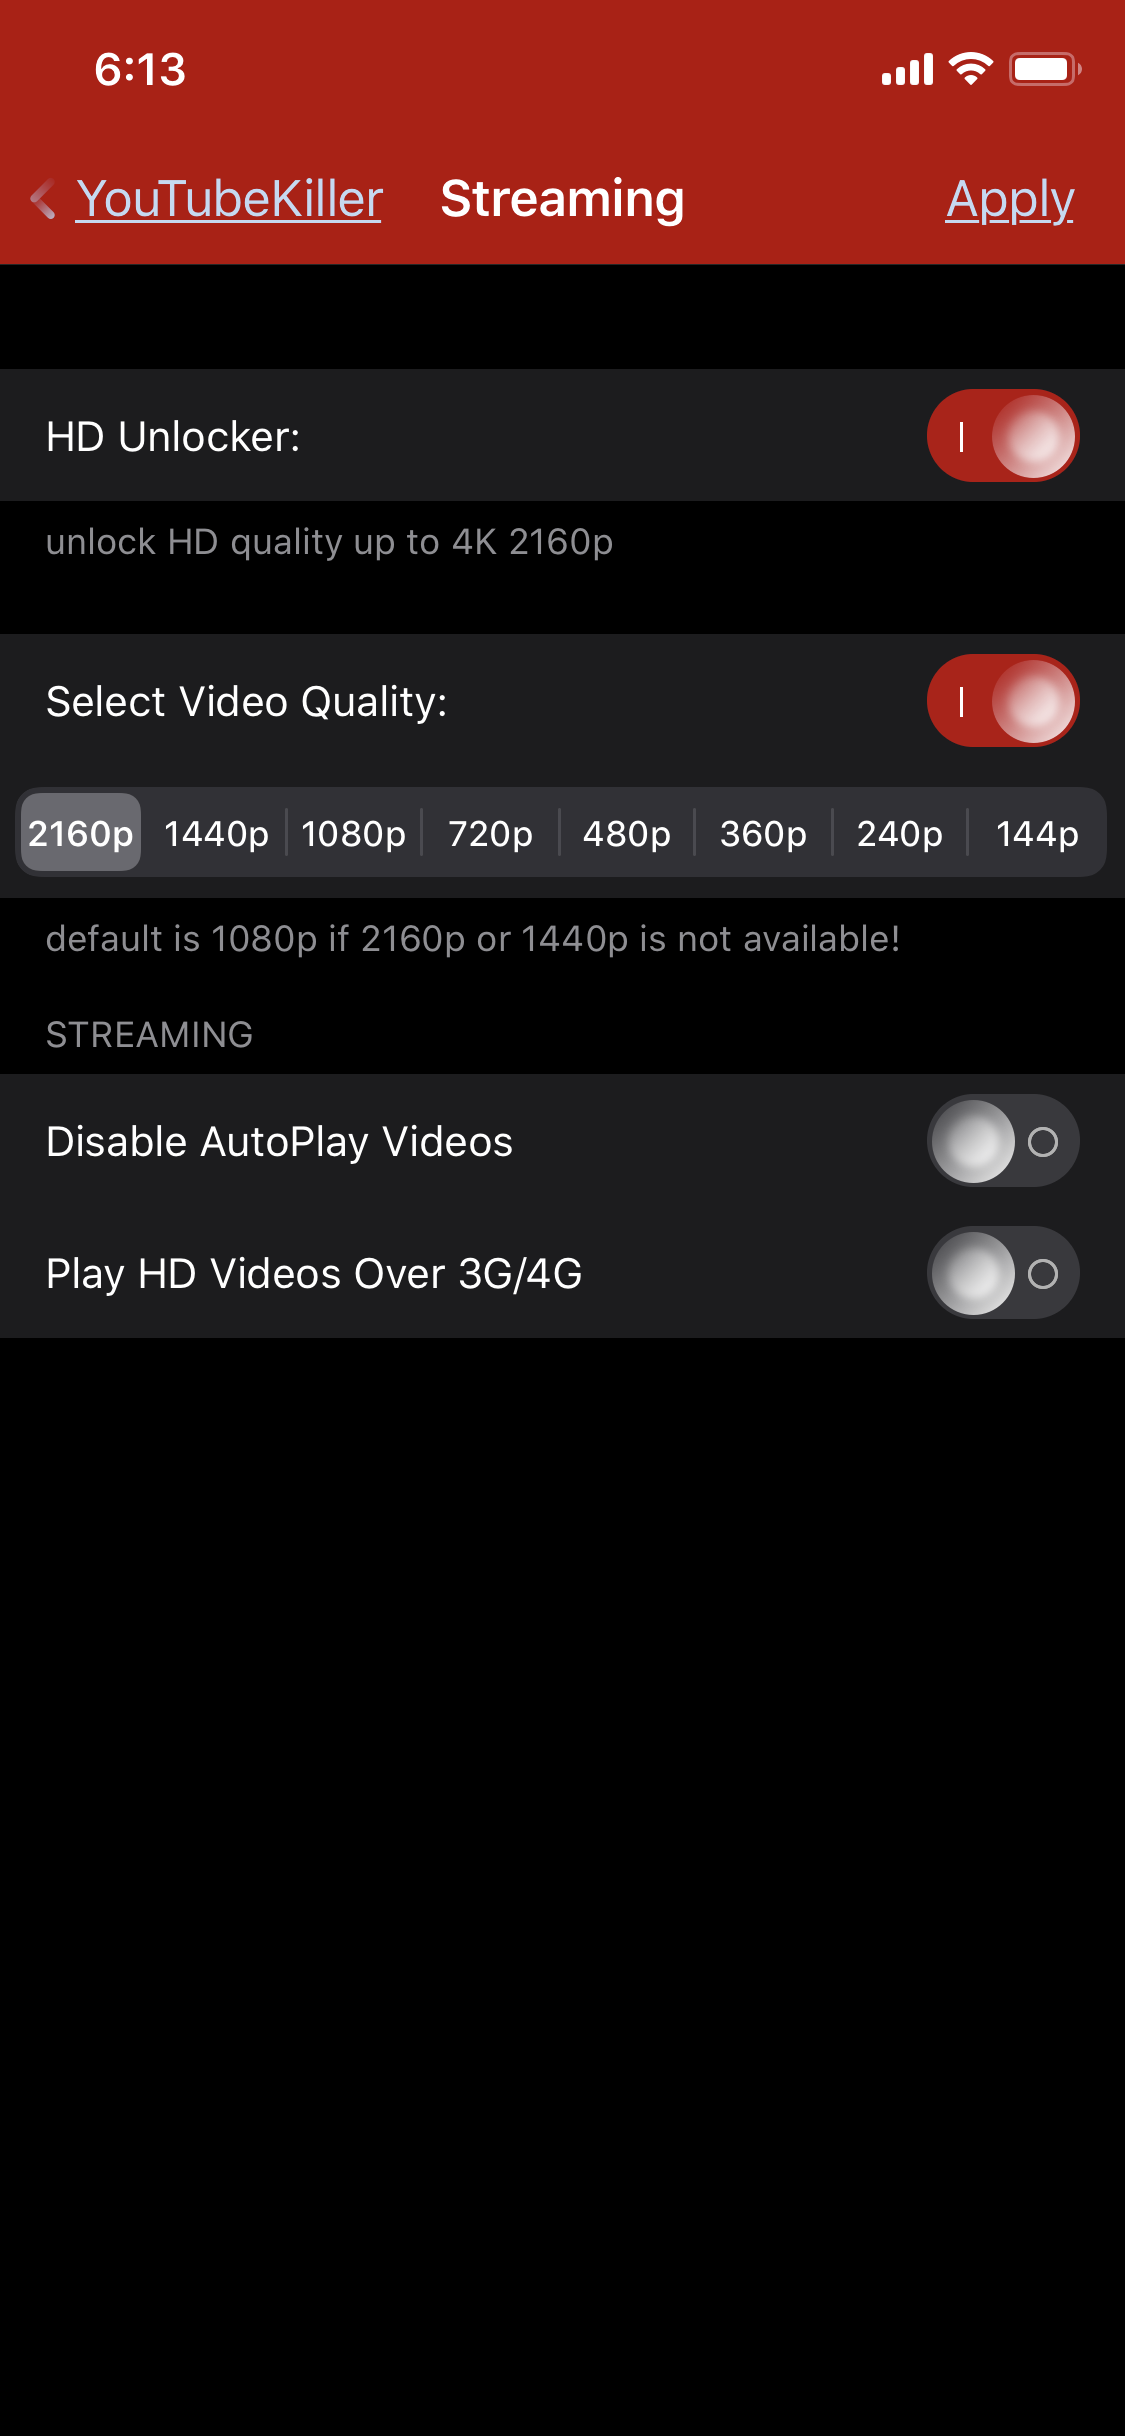 6:13
YouTubeKiller Streaming Apply
HD Unlocker:
unlock HD quality up to 4K 2160p
Select Video Quality:
2160p 1440p 1080p 720p 480p 360p 240p 144p
default is 1080p if 2160p or 1440p is not available!
STREAMING
Disable AutoPlay Videos
Play HD Videos Over 3G/4G